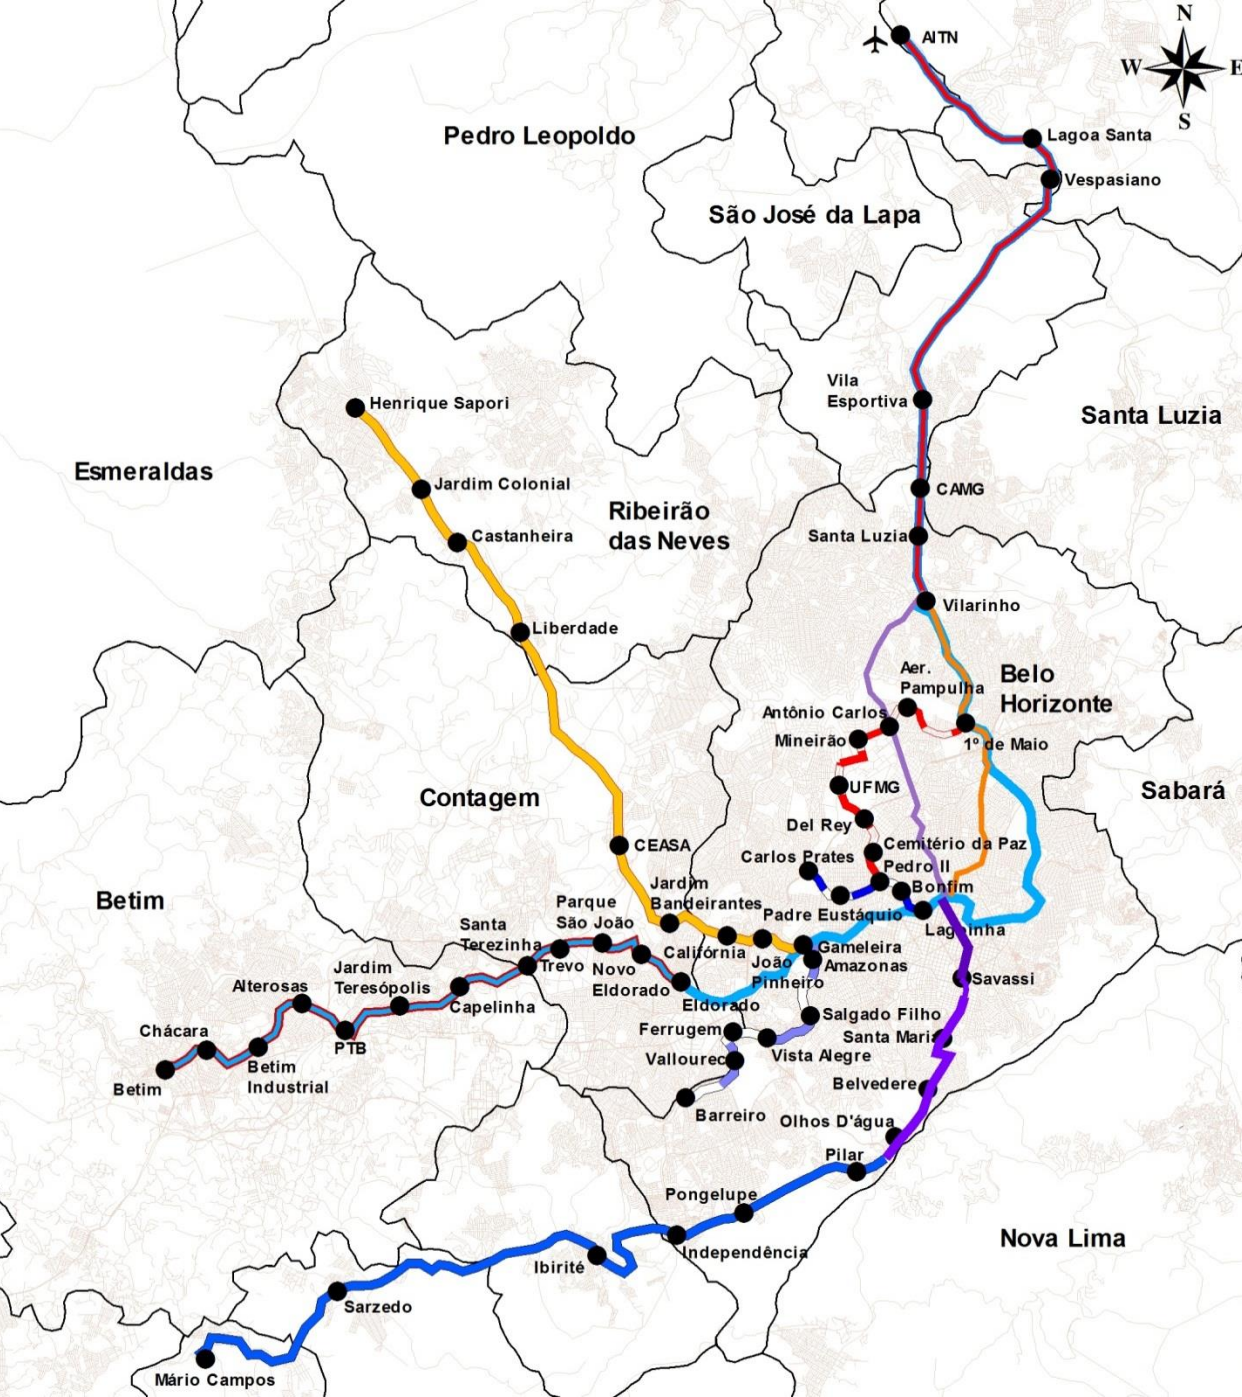 N
AITN
W
E
S
Lagoa Santa
Pedro Leopoldo
Vespasiano
São José da Lapa
Vila
Esportiva
Henrique Sapori
Santa Luzia
Esmeraldas
Jardim Colonial
CAMG
Ribeirão
das Neves
Castanheira
Santa Luzia
Vilarinho
Liberdade
Aer.
Pampulha
Belo
Horizonte
Antônio Carlos
Mineirão
1º de Maio
UFMG
Sabará
Contagem
Del Rey
CEASA
Cemitério da Paz
Carlos Prates
Pedro II
Jardim
Bandeirantes
Bonfim
Betim
Parque
São João
Padre Eustáquio
Lagoinha
Santa
Terezinha
Califórnia
Gameleira
João
Pinheiro
Amazonas
Trevo
Novo
Eldorado
Jardim
Teresópolis
Savassi
Alterosas
Capelinha
Eldorado
Salgado Filho
Chácara
Ferrugem
Santa Maria
PTB
Vallourec
Vista Alegre
Betim
Betim
Industrial
Belvedere
Barreiro
Olhos D'água
Pilar
Pongelupe
Nova Lima
Independência
Ibirité
Sarzedo
Mário Campos